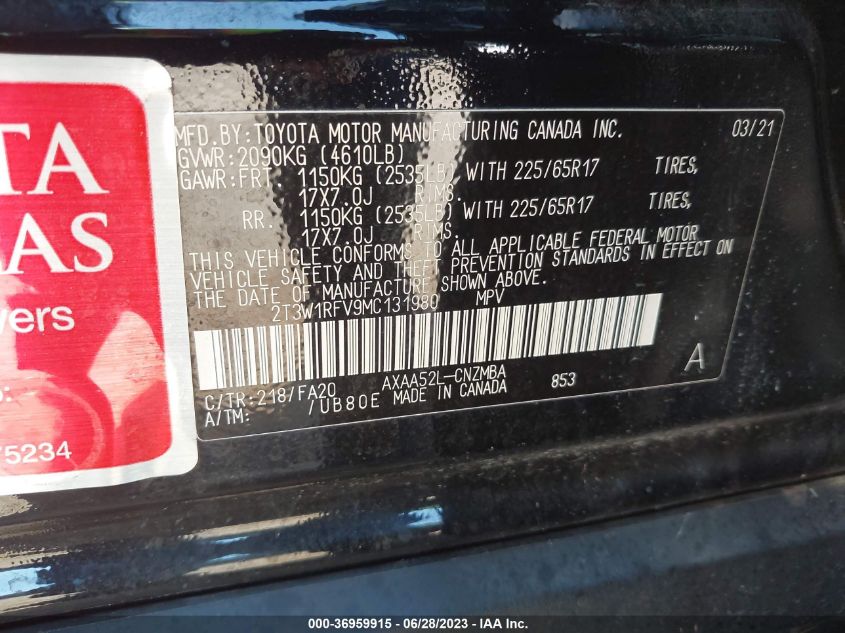 TA
AS
vers
5234
MFD.BY:TOYOTA MOTOR MANUFACTURING CANADA INC. 03/21
GVWR:2090KG (4610LB)
GAWR:FRT. 1150KG (2535LB) WITH 225/65R17 TIRES,
17X7.0J RIMS.
RR. 1150KG (2535LB) WITH 225/65R17 TIRES,
17X7.0J RIMS.
THIS VEHICLE CONFORMS TO ALL APPLICABLE FEDERAL MOTOR
VEHICLE SAFETY AND THEFT PREVENTION STANDARDS IN EFFECT ON
THE DATE OF MANUFACTURE SHOWN ABOVE.
2T3W1RFV9MC131980 MPV
A
C/TR:218/FA20 AXAA52L-CNZMBA 853
A/TM: /UB80E MADE IN CANADA
000-36959915 - 06/28/2023 - IAA Inc.